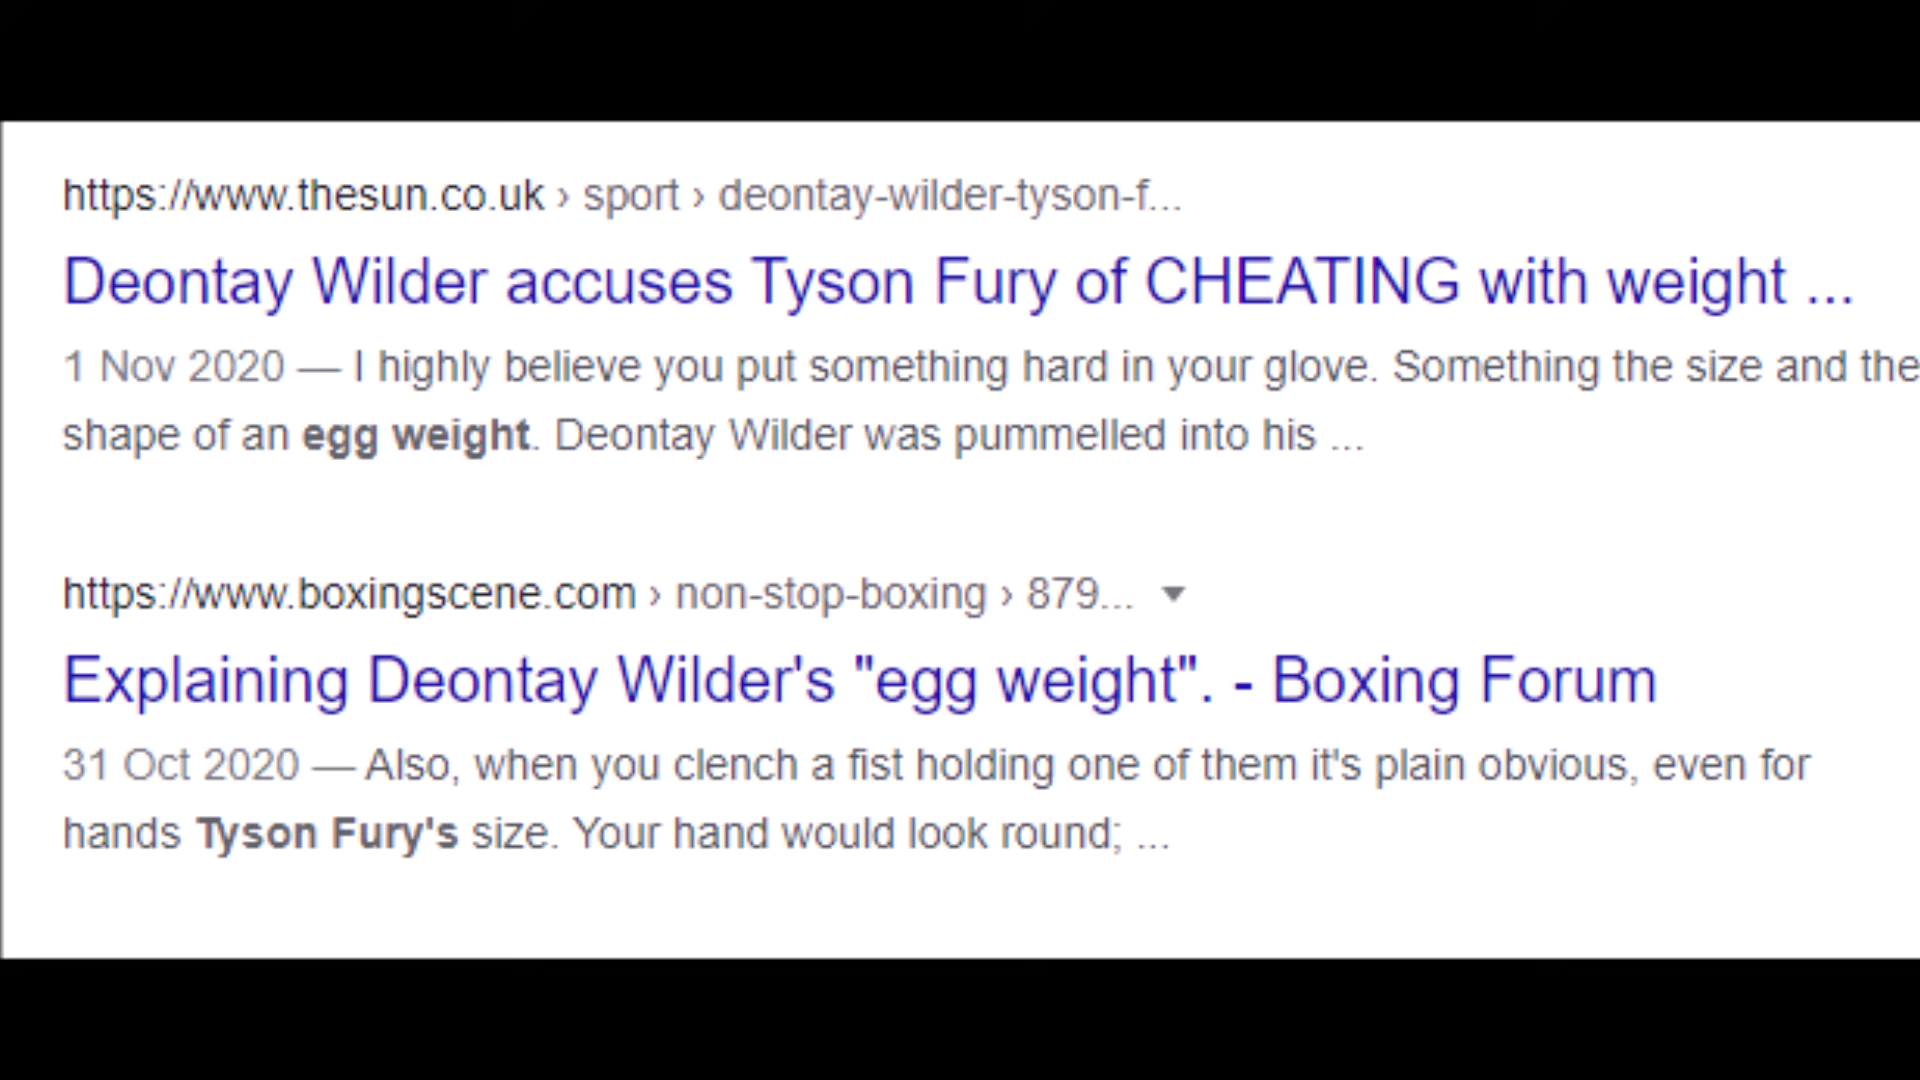 https://www.thesun.co.uk › sport › deontay-wilder-tyson-f...
Deontay Wilder accuses Tyson Fury of CHEATING with weight ...
1 Nov 2020 — I highly believe you put something hard in your glove. Something the size and the
shape of an egg weight. Deontay Wilder was pummelled into his ...
https://www.boxingscene.com › non-stop-boxing › 879...
Explaining Deontay Wilder's "egg weight". - Boxing Forum
31 Oct 2020 — Also, when you clench a fist holding one of them it's plain obvious, even for
hands Tyson Fury's size. Your hand would look round; ...